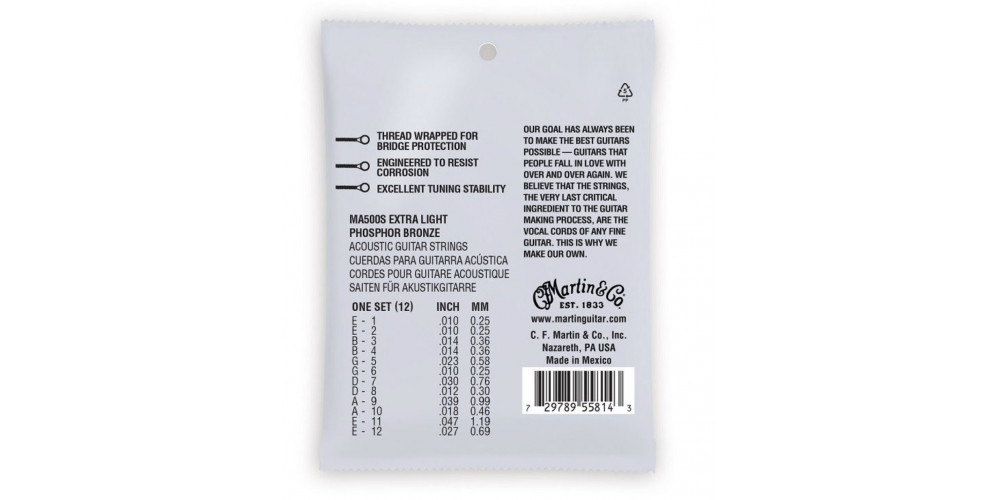 5
PP
THREAD WRAPPED FOR
BRIDGE PROTECTION
ENGINEERED TO RESIST
CORROSION
EXCELLENT TUNING STABILITY
MA500S EXTRA LIGHT
PHOSPHOR BRONZE
ACOUSTIC GUITAR STRINGS
CUERDAS PARA GUITARRA ACÚSTICA
CORDES POUR GUITARE ACOUSTIQUE
SAITEN FÜR AKUSTIKGITARRE
ONE SET (12) INCH MM
E - 1 .010 0.25
E - 2 .010 0.25
B - 3 .014 0.36
B - 4 .014 0.36
G - 5 .023 0.58
G - 6 .010 0.25
D - 7 .030 0.76
D - 8 .012 0.30
A - 9 .039 0.99
A - 10 .018 0.46
E - 11 .047 1.19
E - 12 .027 0.69
OUR GOAL HAS ALWAYS BEEN
TO MAKE THE BEST GUITARS
POSSIBLE — GUITARS THAT
PEOPLE FALL IN LOVE WITH
OVER AND OVER AGAIN. WE
BELIEVE THAT THE STRINGS,
THE VERY LAST CRITICAL
INGREDIENT TO THE GUITAR
MAKING PROCESS, ARE THE
VOCAL CORDS OF ANY FINE
GUITAR. THIS IS WHY WE
MAKE OUR OWN.
CF Martin & Co
EST. 1833
www.martinguitar.com
C. F. Martin & Co., Inc.
Nazareth, PA USA
Made in Mexico
7 29789 55814 3